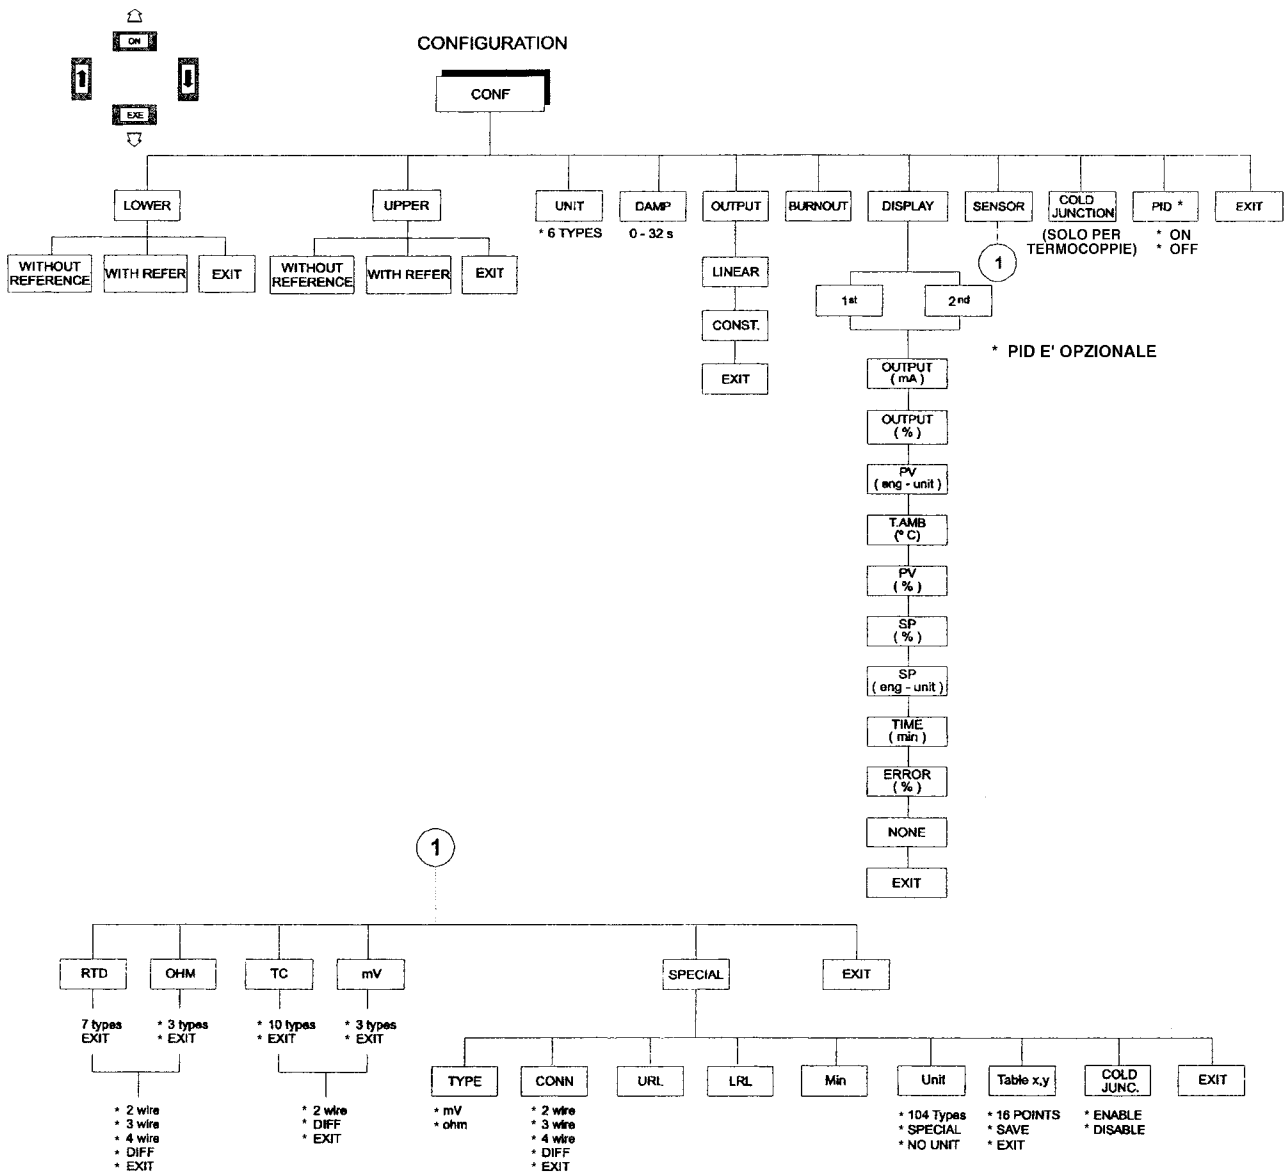 ON
EXE
CONFIGURATION
CONF
LOWER
UPPER
UNIT
DAMP
OUTPUT
BURNOUT
DISPLAY
SENSOR
COLD
JUNCTION
PID *
EXIT
* 6 TYPES
0 - 32 s
(SOLO PER
TERMOCOPPIE)
* ON
* OFF
WITHOUT
REFERENCE
WITH REFER
EXIT
WITHOUT
REFERENCE
WITH REFER
EXIT
LINEAR
CONST.
EXIT
1
1st
2nd
* PID E' OPZIONALE
OUTPUT
( mA )
OUTPUT
( % )
PV
( eng - unit )
T.AMB
(º C)
PV
( % )
SP
( % )
SP
( eng - unit )
TIME
( min )
ERROR
( % )
NONE
EXIT
1
RTD
OHM
TC
mV
SPECIAL
EXIT
7 types
EXIT
* 3 types
* EXIT
* 10 types
* EXIT
* 3 types
* EXIT
* 2 wire
* 3 wire
* 4 wire
* DIFF
* EXIT
* 2 wire
* DIFF
* EXIT
TYPE
CONN
URL
LRL
Min
Unit
Table x,y
COLD
JUNC.
EXIT
* mV
* ohm
* 2 wire
* 3 wire
* 4 wire
* DIFF
* EXIT
* 104 Types
* SPECIAL
* NO UNIT
* 16 POINTS
* SAVE
* EXIT
* ENABLE
* DISABLE